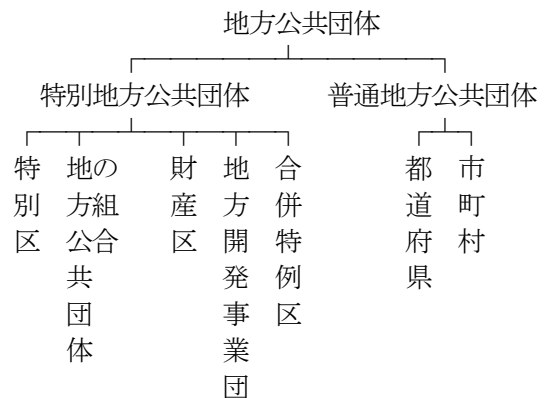 地方公共団体
特別地方公共団体
普通地方公共団体
特別区
地方公共団体
の組合
財産区
地方開発事業団
合併特例区
都道府県
市町村